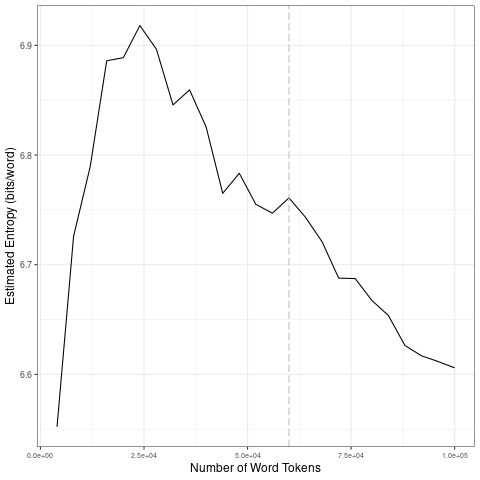 Estimated Entropy (bits/word)
6.9
6.8
6.7
6.6
0.0e+00 2.5e+04 5.0e+04 7.5e+04 1.0e+05
Number of Word Tokens